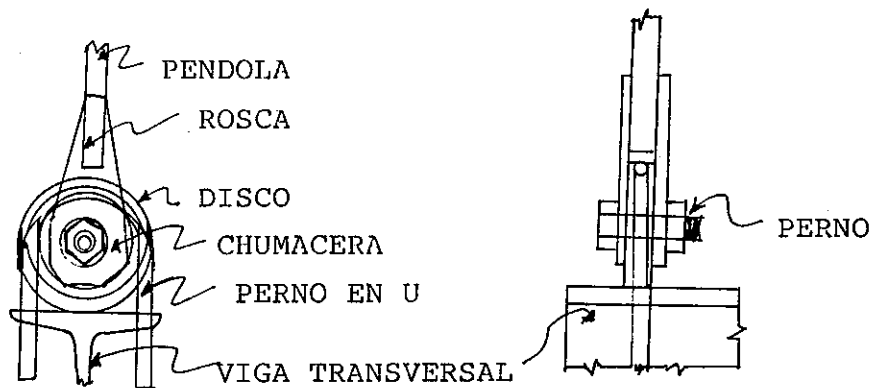 PENDOLA
ROSCA
DISCO
CHUMACERA
PERNO
PERNO EN U
VIGA TRANSVERSAL